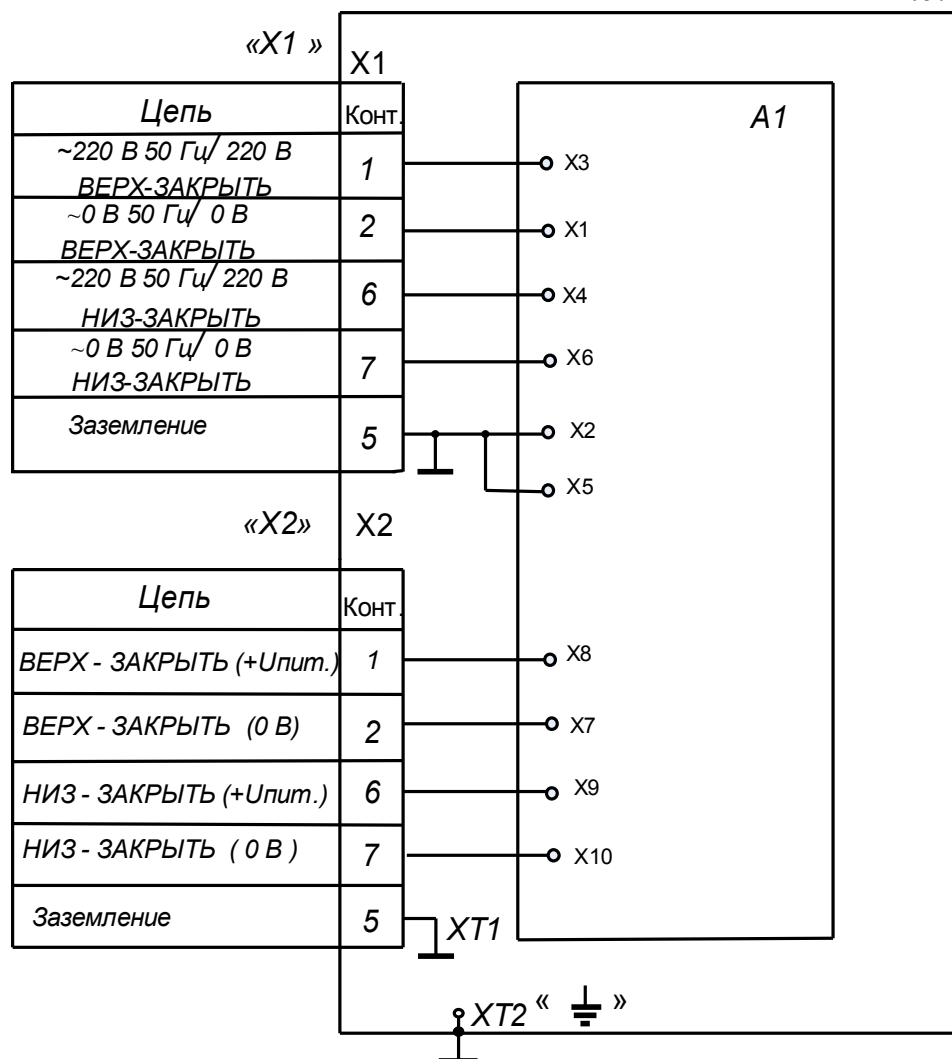 «X1 »
X1
Цепь
Конт.
A1
~220 В 50 Гц/ 220 В
ВЕРХ-ЗАКРЫТЬ
1
X3
~0 В 50 Гц/ 0 В
ВЕРХ-ЗАКРЫТЬ
2
X1
~220 В 50 Гц/ 220 В
НИЗ-ЗАКРЫТЬ
6
X4
~0 В 50 Гц/ 0 В
НИЗ-ЗАКРЫТЬ
7
X6
Заземление
5
X2
X5
«X2»
X2
Цепь
Конт.
ВЕРХ - ЗАКРЫТЬ (+Uпит.)
1
X8
ВЕРХ - ЗАКРЫТЬ (0 В)
2
X7
НИЗ - ЗАКРЫТЬ (+Uпит.)
6
X9
НИЗ - ЗАКРЫТЬ ( 0 В )
7
X10
Заземление
5
XT1
XT2 « »